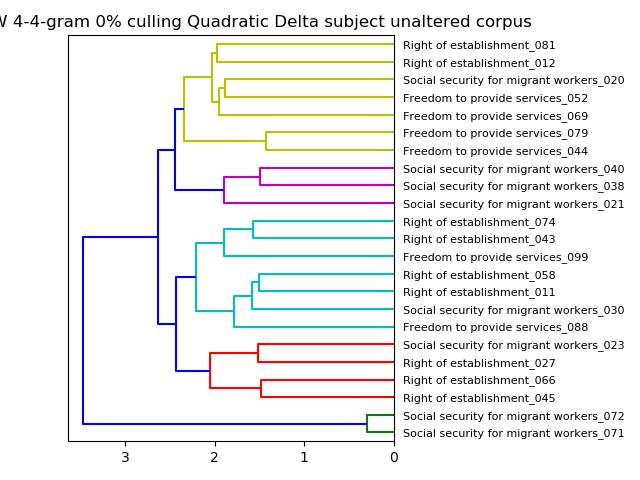 4-4-gram 0% culling Quadratic Delta subject unaltered corpus
Right of establishment_081
Right of establishment_012
Social security for migrant workers_020
Freedom to provide services_052
Freedom to provide services_069
Freedom to provide services_079
Freedom to provide services_044
Social security for migrant workers_040
Social security for migrant workers_038
Social security for migrant workers_021
Right of establishment_074
Right of establishment_043
Freedom to provide services_099
Right of establishment_058
Right of establishment_011
Social security for migrant workers_030
Freedom to provide services_088
Social security for migrant workers_023
Right of establishment_027
Right of establishment_066
Right of establishment_045
Social security for migrant workers_072
Social security for migrant workers_071
3 2 1 0